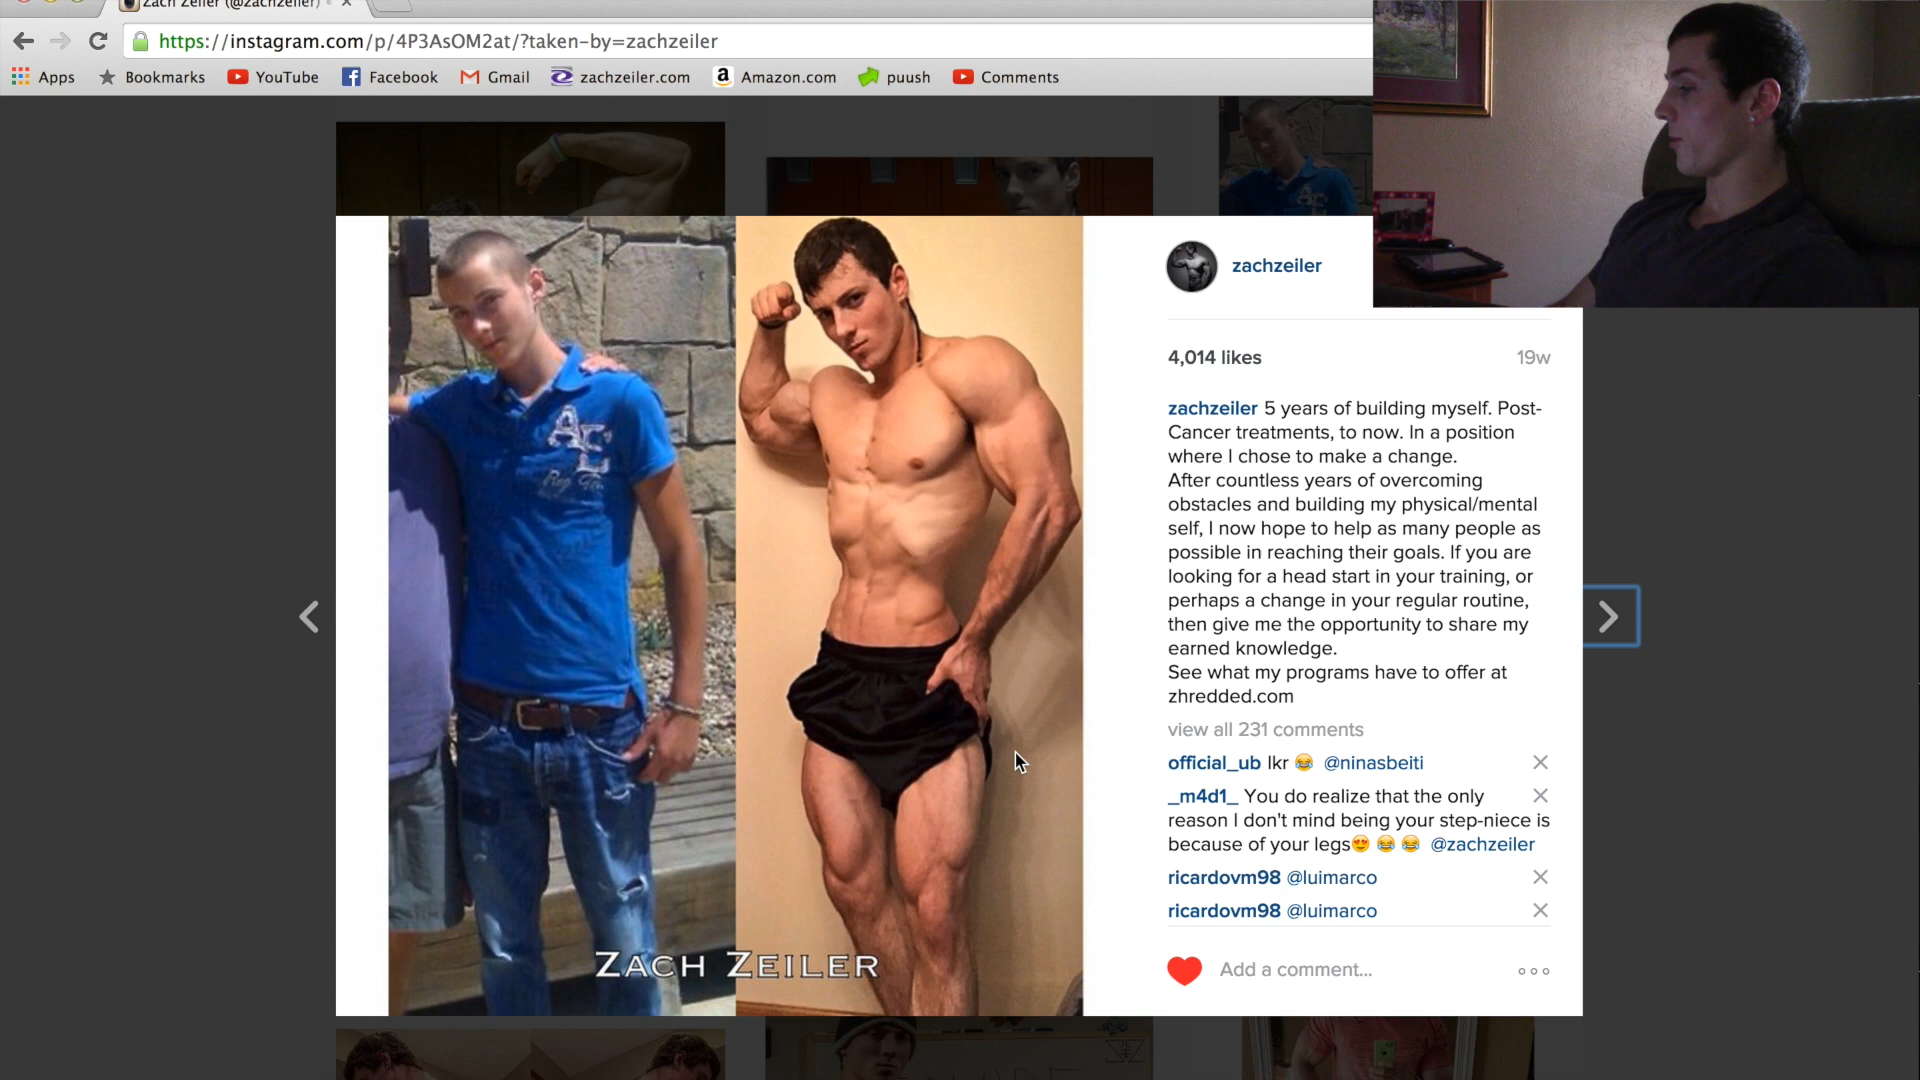 Zach Zeiler (@zachzeiler)
https://instagram.com/p/4P3AsOM2at/?taken-by=zachzeiler
Apps Bookmarks YouTube Facebook Gmail zachzeiler.com Amazon.com puush Comments
zachzeiler
4,014 likes 19w
zachzeiler 5 years of building myself. Post-
Cancer treatments, to now. In a position
where I chose to make a change.
After countless years of overcoming
obstacles and building my physical/mental
self, I now hope to help as many people as
possible in reaching their goals. If you are
looking for a head start in your training, or
perhaps a change in your regular routine,
then give me the opportunity to share my
earned knowledge.
See what my programs have to offer at
zhredded.com
view all 231 comments
official_ub Ikr 😂 @ninasbeiti
_m4d1_ You do realize that the only
reason I don't mind being your step-niece is
because of your legs😍 😂 😂 @zachzeiler
ricardovm98 @luimarco
ricardovm98 @luimarco
Add a comment...
ZACH ZEILER